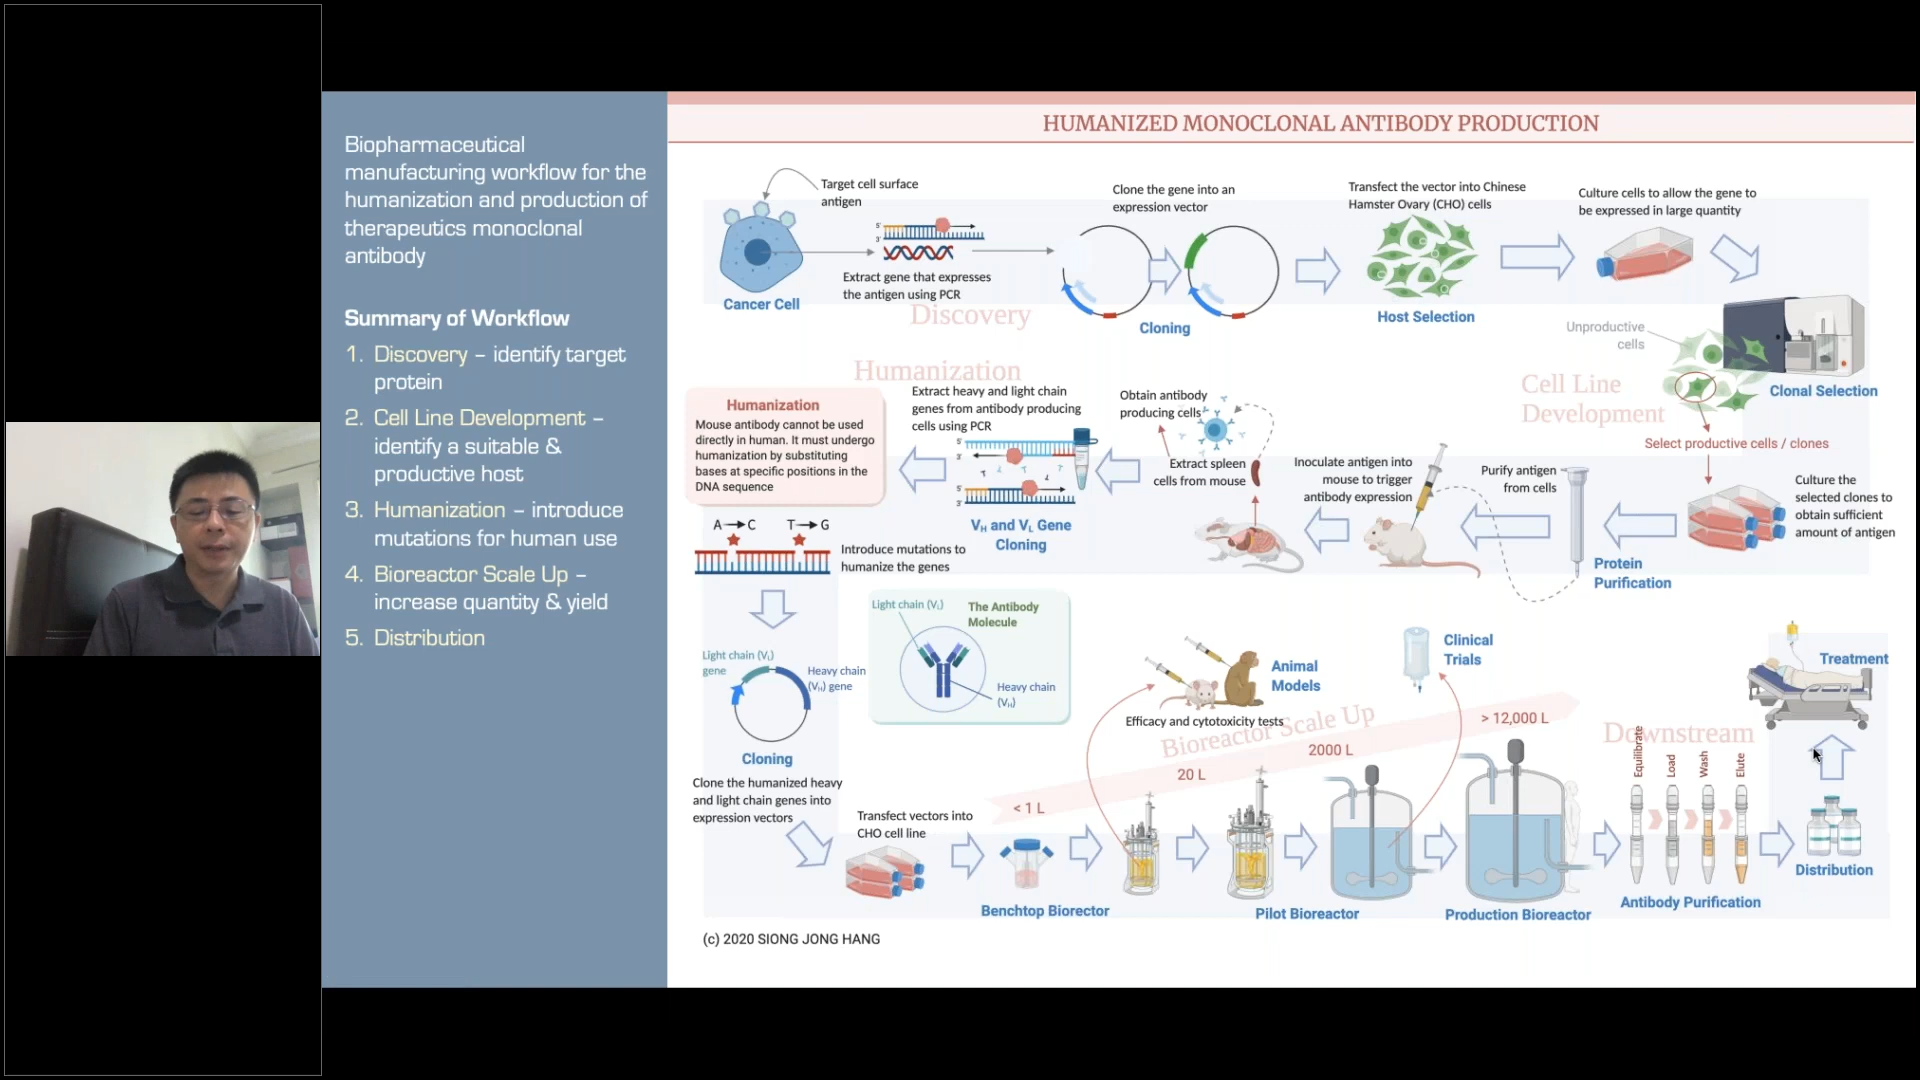 Biopharmaceutical
manufacturing workflow for the
humanization and production of
therapeutics monoclonal
antibody
Summary of Workflow
1. Discovery – identify target
protein
2. Cell Line Development –
identify a suitable &
productive host
3. Humanization – introduce
mutations for human use
4. Bioreactor Scale Up –
increase quantity & yield
5. Distribution
HUMANIZED MONOCLONAL ANTIBODY PRODUCTION
Target cell surface
antigen
Cancer Cell
5'
3'
Extract gene that expresses
the antigen using PCR
Discovery
Clone the gene into an
expression vector
Cloning
Transfect the vector into Chinese
Hamster Ovary (CHO) cells
Host Selection
Culture cells to allow the gene to
be expressed in large quantity
Unproductive
cells
Clonal Selection
Cell Line
Development
Select productive cells / clones
Culture the
selected clones to
obtain sufficient
amount of antigen
Purify antigen
from cells
Protein
Purification
Inoculate antigen into
mouse to trigger
antibody expression
Obtain antibody
producing cells
Extract spleen
cells from mouse
Humanization
Extract heavy and light chain
genes from antibody producing
cells using PCR
5'
3'
5'
3'
VH and VL Gene
Cloning
Humanization
Mouse antibody cannot be used
directly in human. It must undergo
humanization by substituting
bases at specific positions in the
DNA sequence
A→C T→G
Introduce mutations to
humanize the genes
Light chain (VL)
gene
Heavy chain
(VH) gene
Cloning
Clone the humanized heavy
and light chain genes into
expression vectors
Light chain (VL)
The Antibody
Molecule
Heavy chain
(VH)
Transfect vectors into
CHO cell line
< 1 L
Benchtop Biorector
Animal
Models
Efficacy and cytotoxicity tests
Bioreactor Scale Up
20 L
2000 L
> 12,000 L
Clinical
Trials
Pilot Bioreactor
Production Bioreactor
Downstream
Equilibrate
Load
Wash
Elute
Antibody Purification
Distribution
Treatment
(c) 2020 SIONG JONG HANG